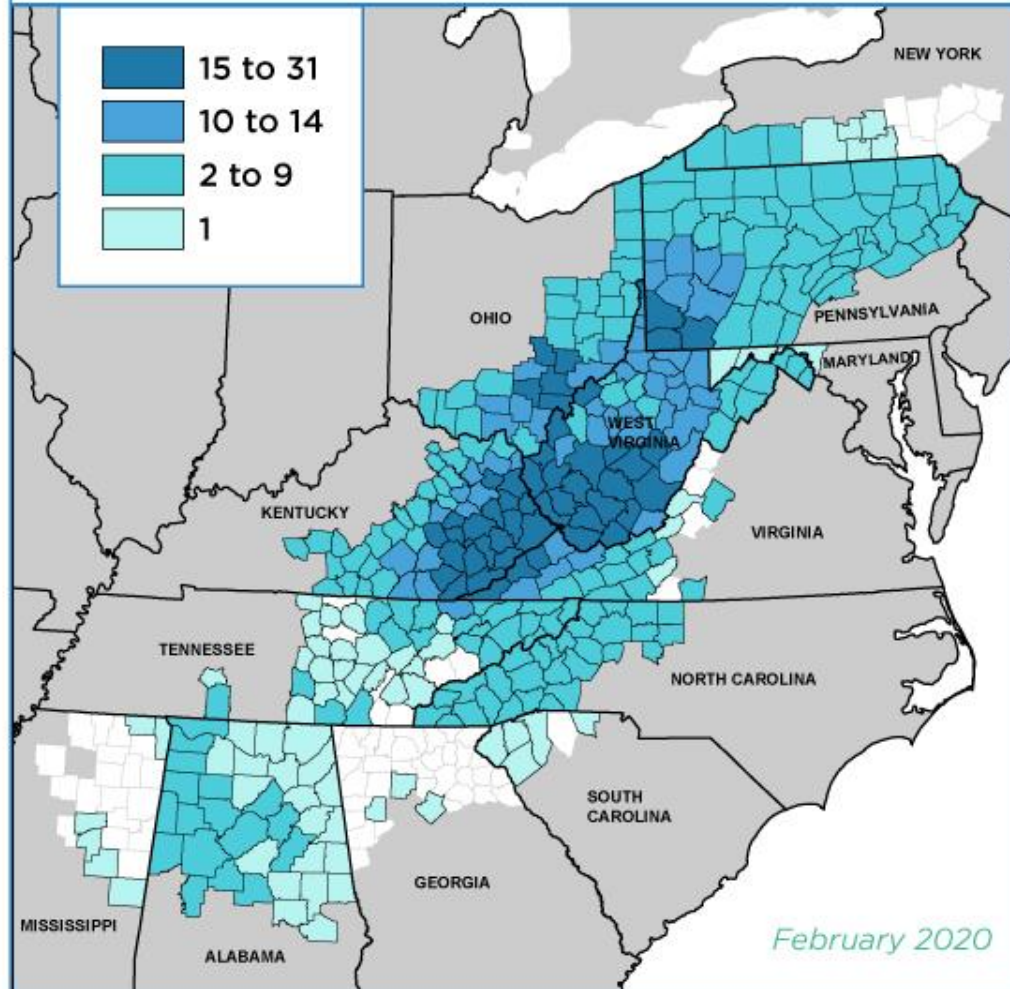 15 to 31
10 to 14
2 to 9
1
NEW YORK
OHIO
PENNSYLVANIA
MARYLAND
WEST
VIRGINIA
KENTUCKY
VIRGINIA
TENNESSEE
NORTH CAROLINA
SOUTH
CAROLINA
GEORGIA
MISSISSIPPI
ALABAMA
February 2020